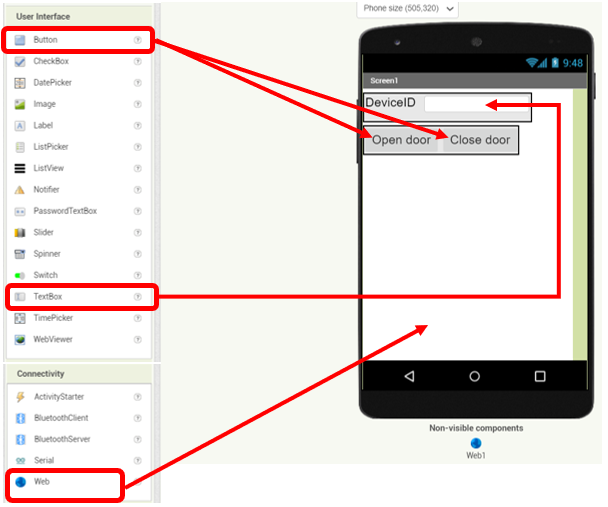 User Interface
Button
CheckBox
DatePicker
Image
Label
ListPicker
ListView
Notifier
PasswordTextBox
Slider
Spinner
Switch
TextBox
TimePicker
WebViewer
Connectivity
ActivityStarter
BluetoothClient
BluetoothServer
Serial
Web
Phone size (505,320)
9:48
Screen1
DeviceID
Open door Close door
Non-visible components
Web1